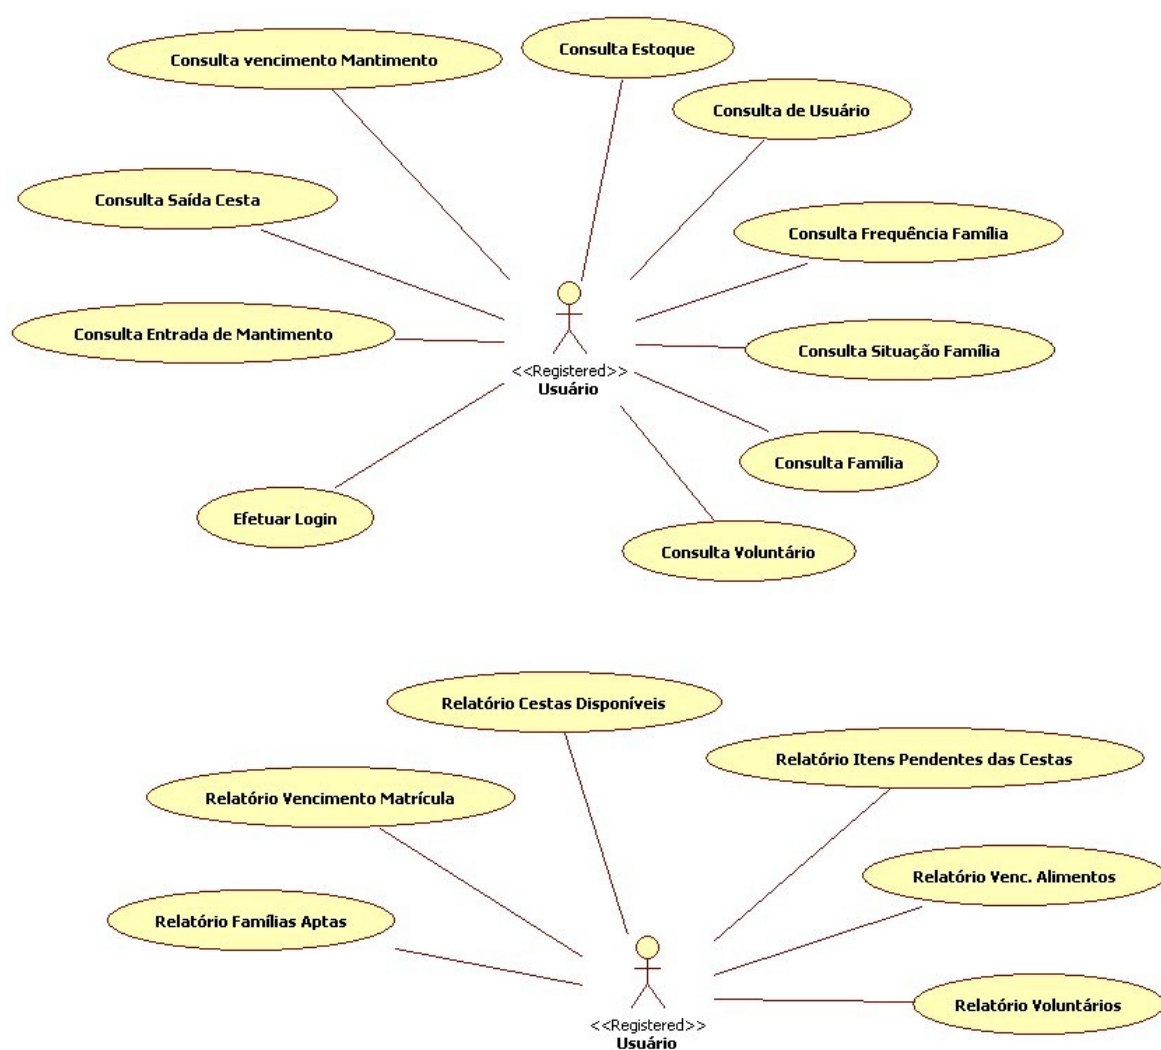 Consulta Estoque
Consulta vencimento Mantimento
Consulta de Usuário
Consulta Saída Cesta
Consulta Frequência Família
Consulta Entrada de Mantimento
Consulta Situação Família
<<Registered>>
Usuário
Consulta Família
Efetuar Login
Consulta Voluntário
Relatório Cestas Disponíveis
Relatório Itens Pendentes das Cestas
Relatório Vencimento Matrícula
Relatório Venc. Alimentos
Relatório Famílias Aptas
Relatório Voluntários
<<Registered>>
Usuário